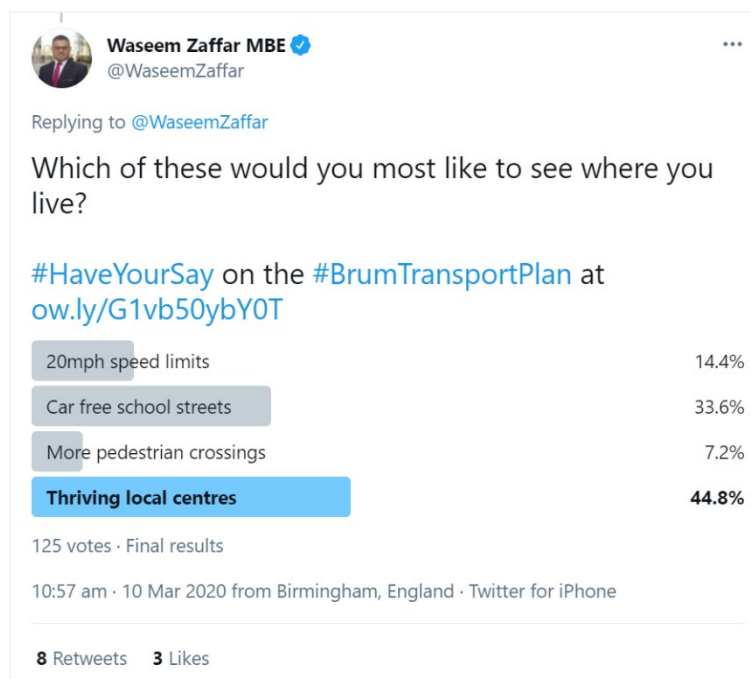 Waseem Zaffar MBE
@WaseemZaffar
Replying to @WaseemZaffar
Which of these would you most like to see where you
live?
#HaveYourSay on the #BrumTransportPlan at
ow.ly/G1vb50ybY0T
20mph speed limits 14.4%
Car free school streets 33.6%
More pedestrian crossings 7.2%
Thriving local centres 44.8%
125 votes · Final results
10:57 am · 10 Mar 2020 from Birmingham, England · Twitter for iPhone
8 Retweets 3 Likes